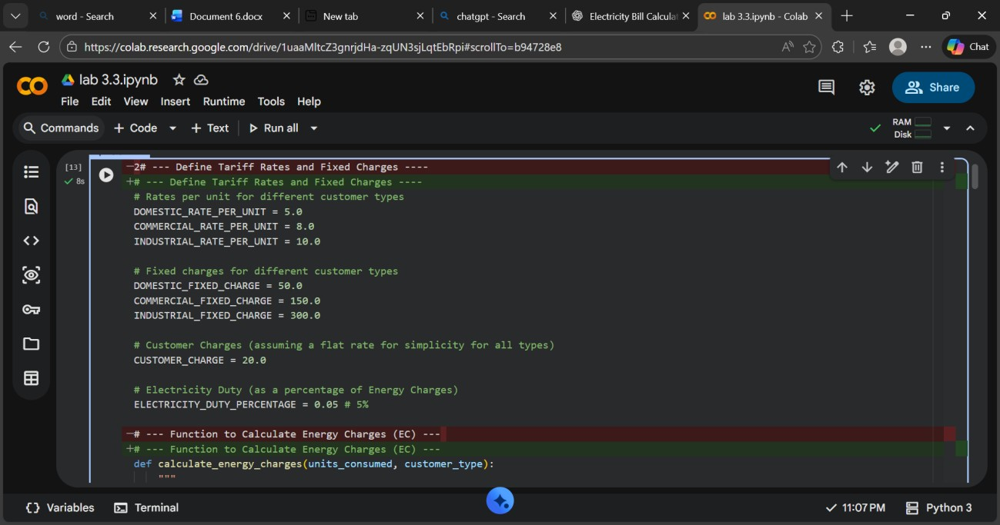 word - Search
Document 6.docx
New tab
chatgpt - Search
Electricity Bill Calculat
lab 3.3.ipynb - Colab
https://colab.research.google.com/drive/1uaaMltcZ3gnrjdHa-zqUN3sjLqtEbRpi#scrollTo=b94728e8
Chat
lab 3.3.ipynb
File Edit View Insert Runtime Tools Help
Share
Commands + Code + Text Run all
RAM
Disk
[13]
8s
−2# --- Define Tariff Rates and Fixed Charges ----
+# --- Define Tariff Rates and Fixed Charges ----
# Rates per unit for different customer types
DOMESTIC_RATE_PER_UNIT = 5.0
COMMERCIAL_RATE_PER_UNIT = 8.0
INDUSTRIAL_RATE_PER_UNIT = 10.0
# Fixed charges for different customer types
DOMESTIC_FIXED_CHARGE = 50.0
COMMERCIAL_FIXED_CHARGE = 150.0
INDUSTRIAL_FIXED_CHARGE = 300.0
# Customer Charges (assuming a flat rate for simplicity for all types)
CUSTOMER_CHARGE = 20.0
# Electricity Duty (as a percentage of Energy Charges)
ELECTRICITY_DUTY_PERCENTAGE = 0.05 # 5%
−# --- Function to Calculate Energy Charges (EC) ---
+# --- Function to Calculate Energy Charges (EC) ---
def calculate_energy_charges(units_consumed, customer_type):
"""
{} Variables Terminal
11:07 PM Python 3